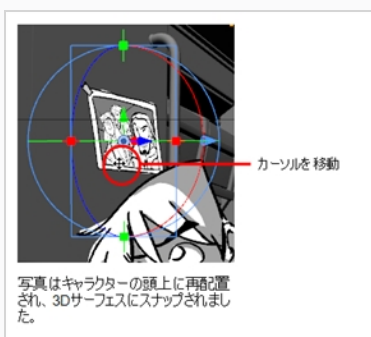 カーソルを移動
写真はキャラクターの頭上に再配置
され、3Dサーフェスにスナップされまし
た。